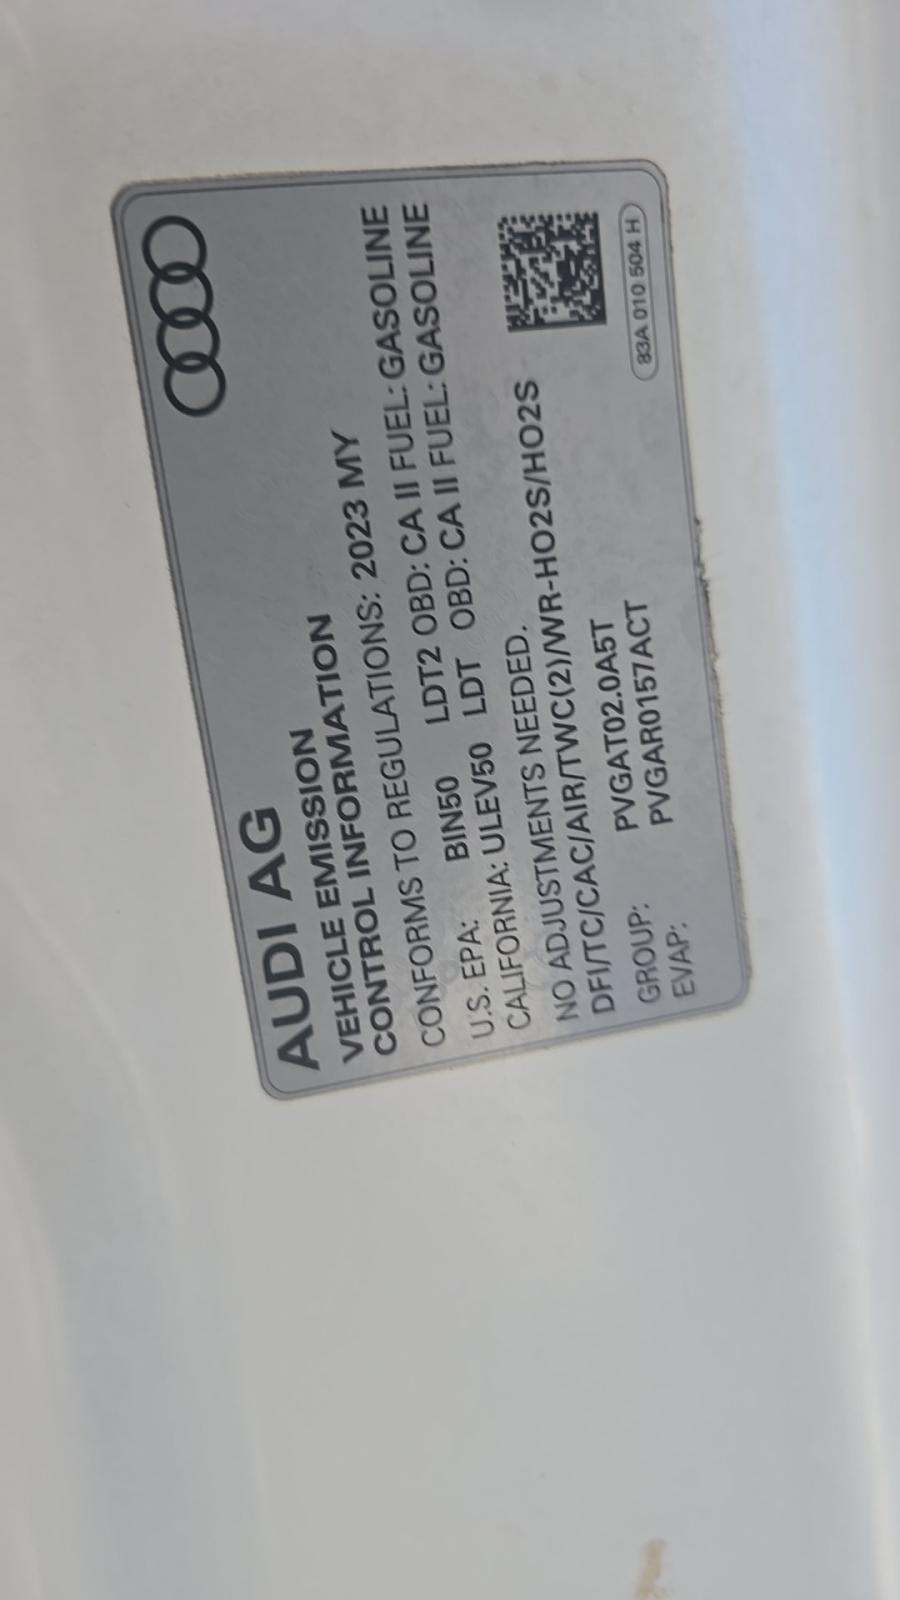 AUDI AG
VEHICLE EMISSION
CONTROL INFORMATION
CONFORMS TO REGULATIONS: 2023 MY
U.S. EPA: BIN50 LDT2 OBD: CA II FUEL: GASOLINE
CALIFORNIA: ULEV50 LDT OBD: CA II FUEL: GASOLINE
NO ADJUSTMENTS NEEDED.
DFI/TC/CAC/AIR/TWC(2)/WR-HO2S/HO2S
GROUP: PVGAT02.0A5T
EVAP: PVGAR0157ACT
83A 010 504 H